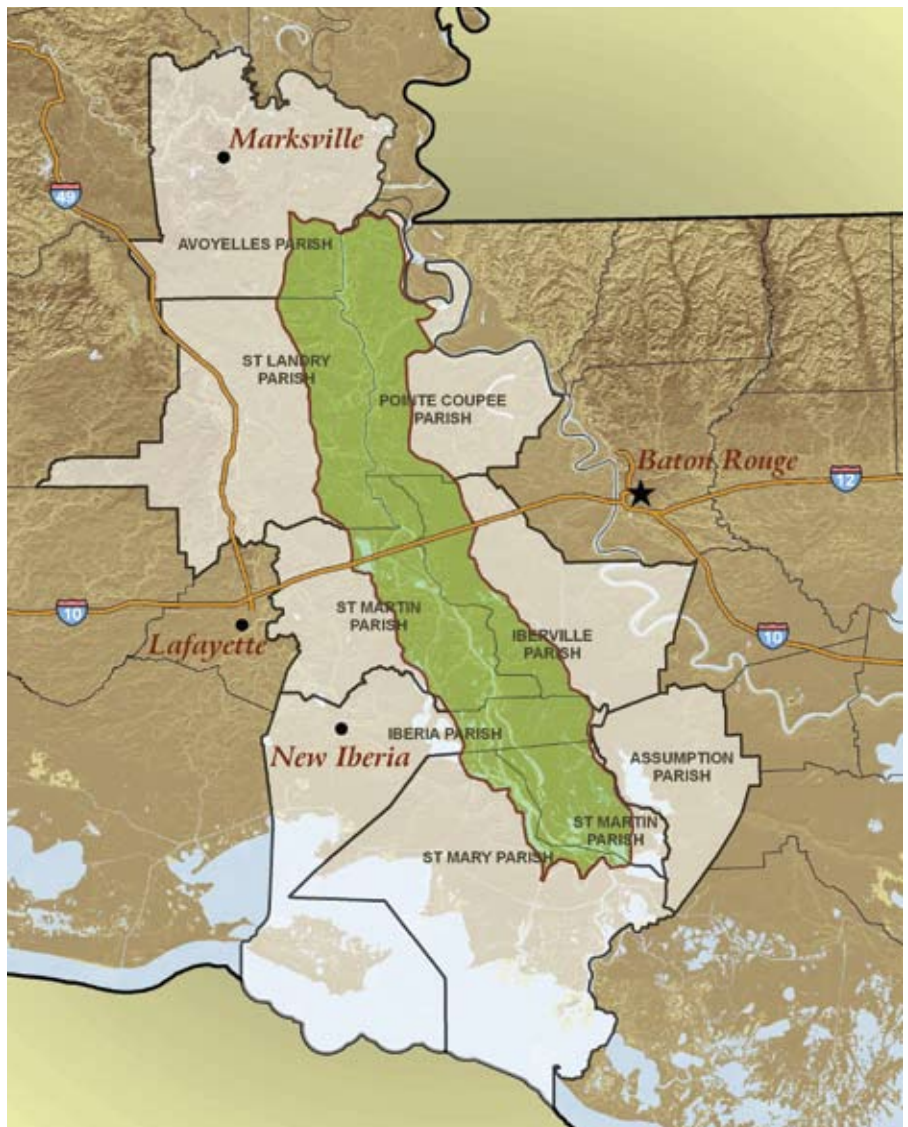 Marksville
49
AVOYELLES PARISH
ST LANDRY
PARISH
POINTE COUPEE
PARISH
Baton Rouge
12
10
ST MARTIN
PARISH
Lafayette
IBERVILLE
PARISH
10
IBERIA PARISH
New Iberia
ASSUMPTION
PARISH
ST MARTIN
PARISH
ST MARY PARISH